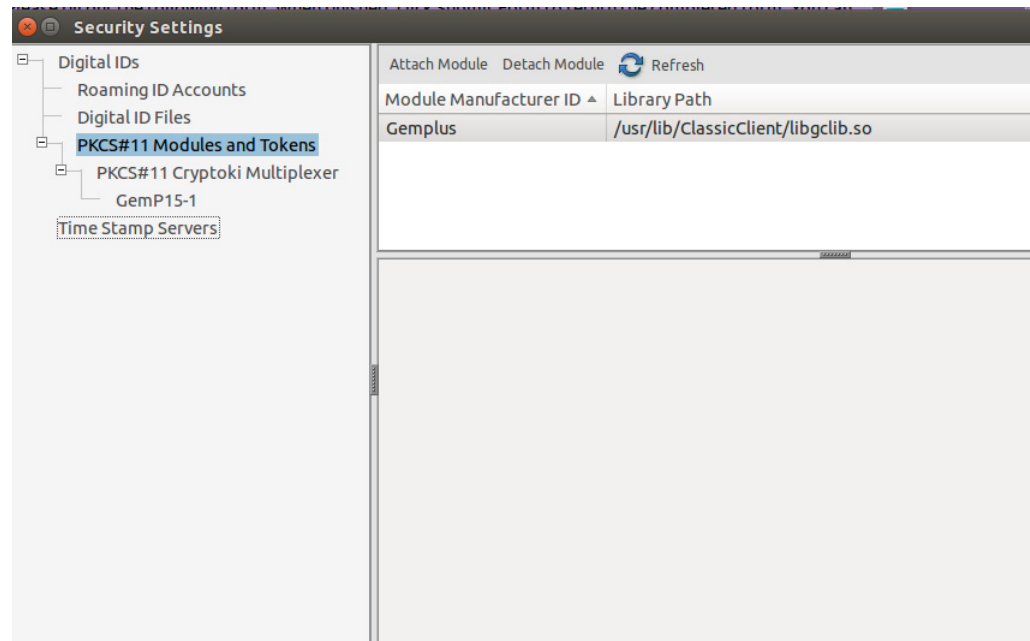 Security Settings
Digital IDs
Roaming ID Accounts
Digital ID Files
PKCS#11 Modules and Tokens
PKCS#11 Cryptoki Multiplexer
GemP15-1
Time Stamp Servers
Attach Module Detach Module Refresh
Module Manufacturer ID Library Path
Gemplus /usr/lib/ClassicClient/libgclib.so